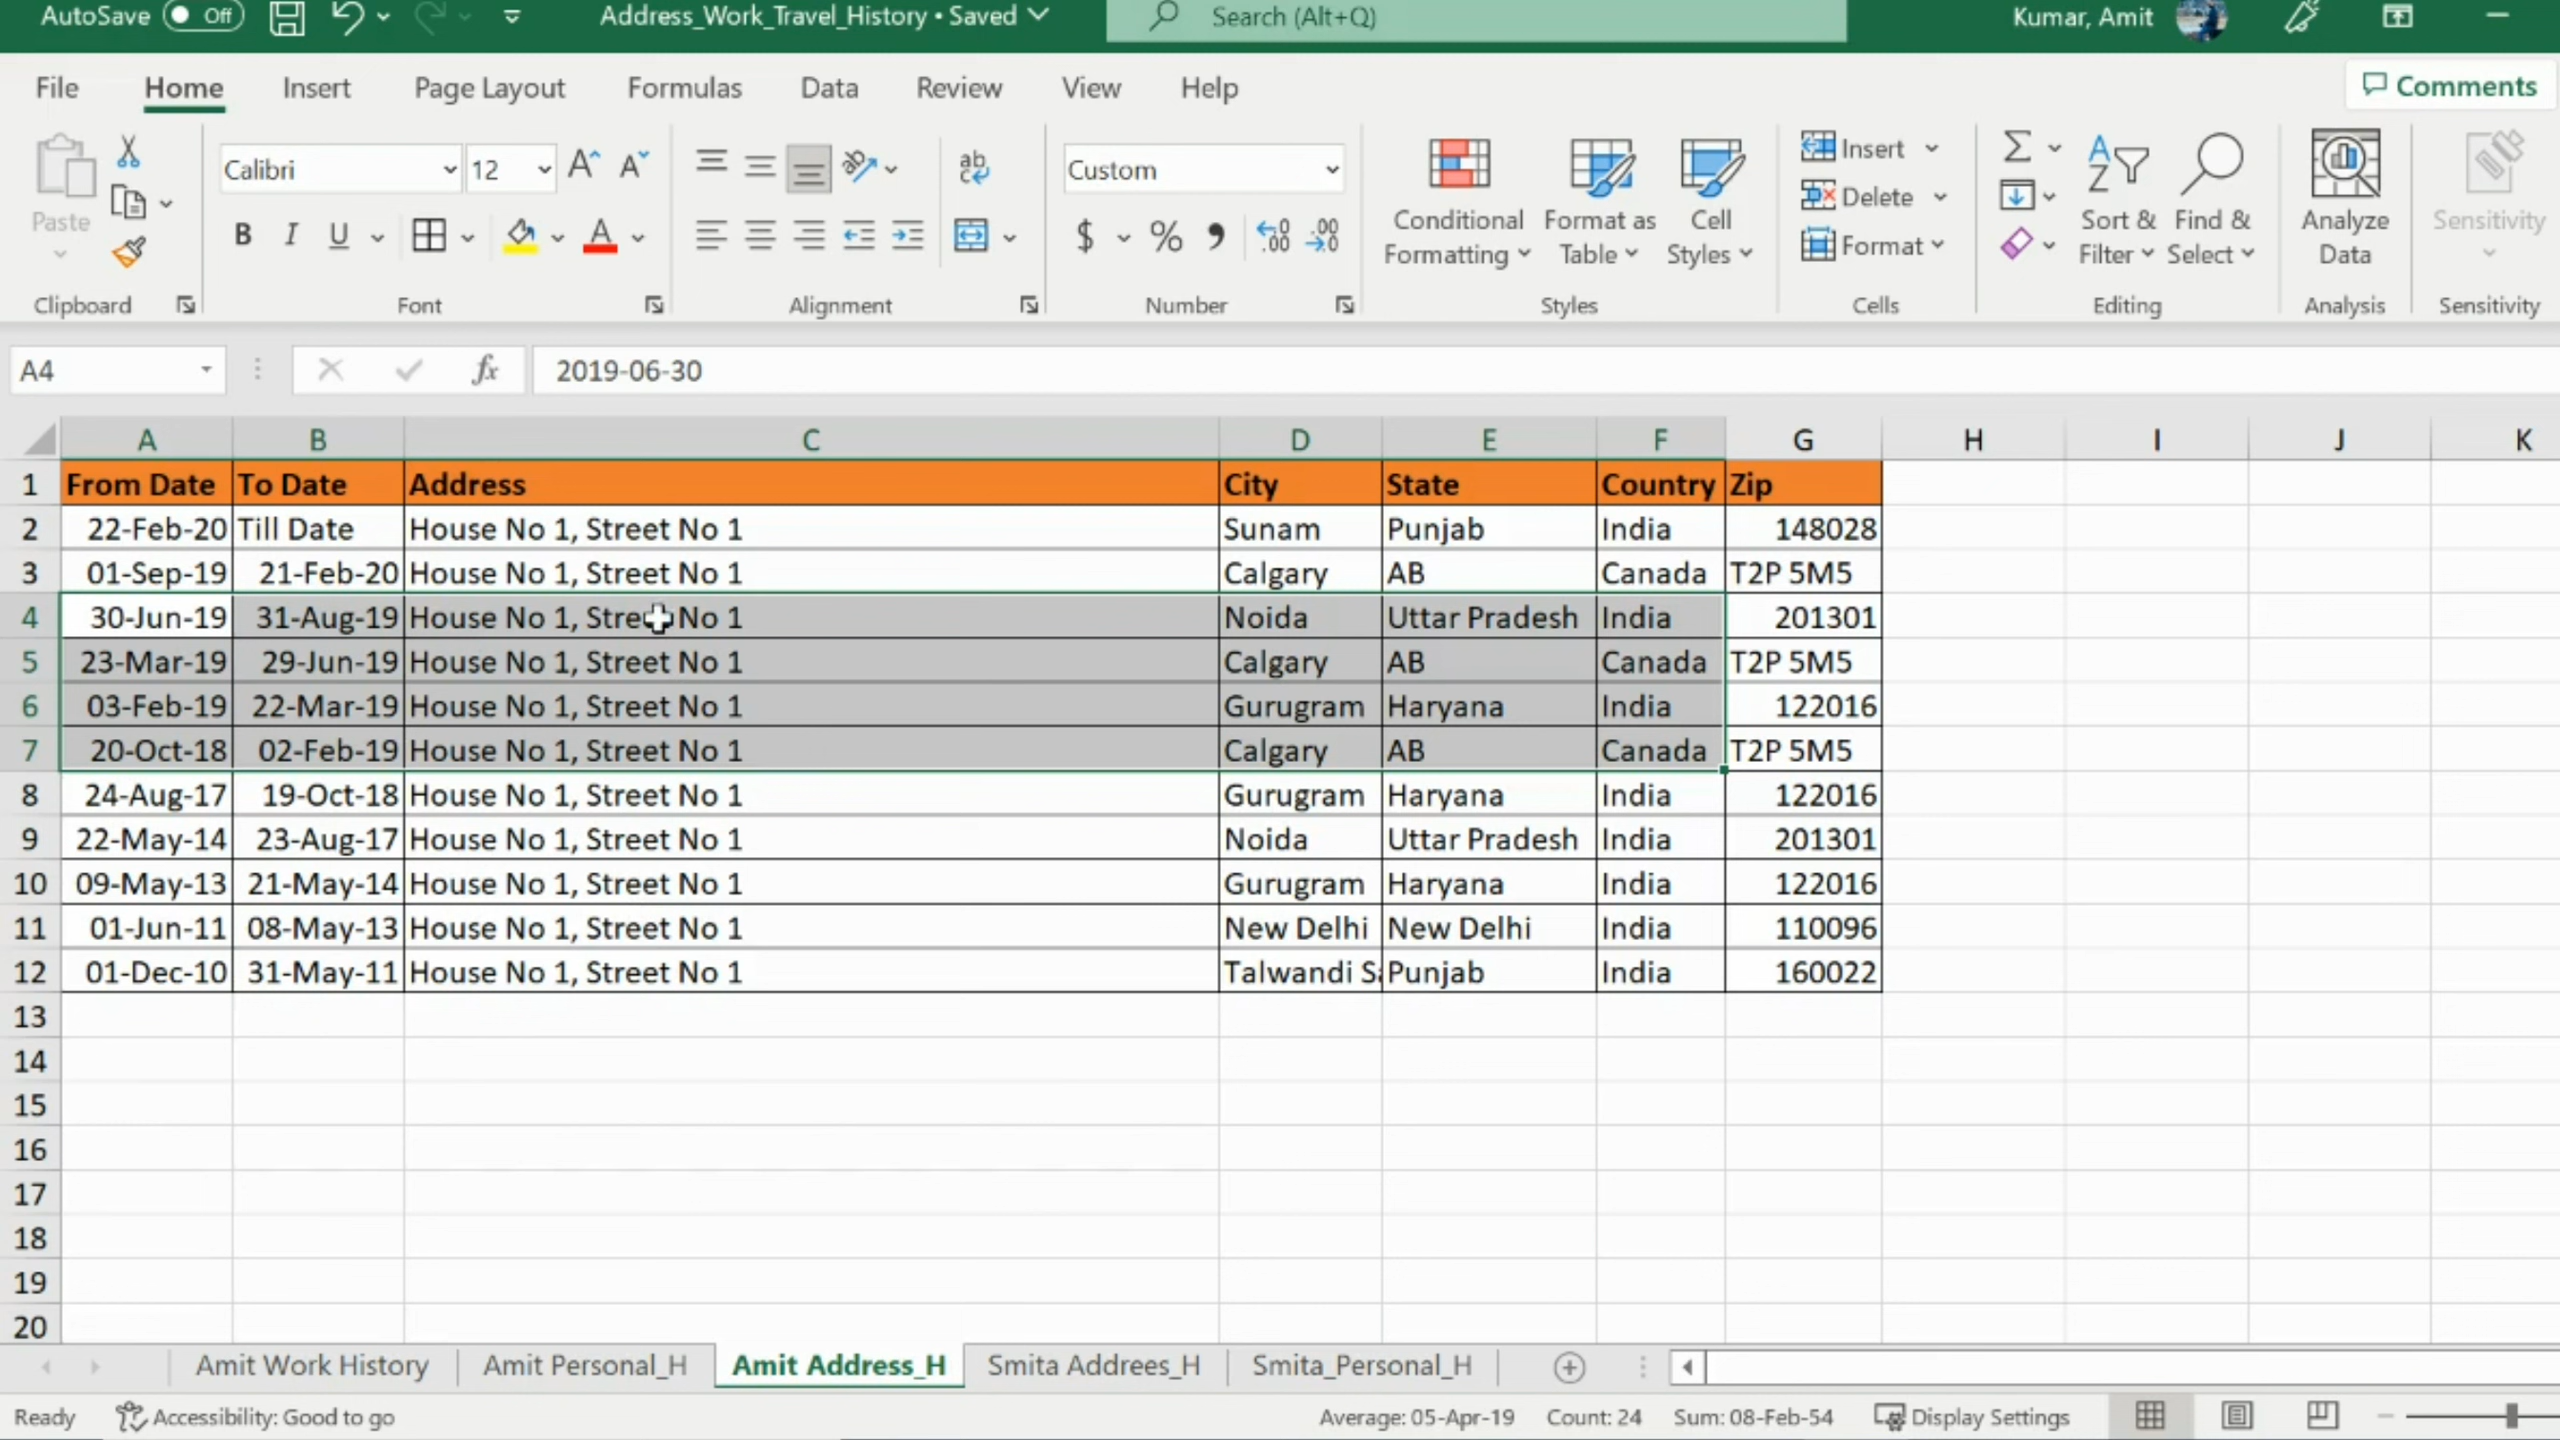 AutoSave Off Address_Work_Travel_History • Saved Search (Alt+Q) Kumar, Amit
File Home Insert Page Layout Formulas Data Review View Help Comments
Paste Calibri 12 Custom Conditional Formatting Format as Table Cell Styles Insert Delete Format Sort & Filter Find & Select Analyze Data Sensitivity
Clipboard Font Alignment Number Styles Cells Editing Analysis Sensitivity
A4 fx 2019-06-30
A B C D E F G H I J K
1 From Date To Date Address City State Country Zip
2 22-Feb-20 Till Date House No 1, Street No 1 Sunam Punjab India 148028
3 01-Sep-19 21-Feb-20 House No 1, Street No 1 Calgary AB Canada T2P 5M5
4 30-Jun-19 31-Aug-19 House No 1, Street No 1 Noida Uttar Pradesh India 201301
5 23-Mar-19 29-Jun-19 House No 1, Street No 1 Calgary AB Canada T2P 5M5
6 03-Feb-19 22-Mar-19 House No 1, Street No 1 Gurugram Haryana India 122016
7 20-Oct-18 02-Feb-19 House No 1, Street No 1 Calgary AB Canada T2P 5M5
8 24-Aug-17 19-Oct-18 House No 1, Street No 1 Gurugram Haryana India 122016
9 22-May-14 23-Aug-17 House No 1, Street No 1 Noida Uttar Pradesh India 201301
10 09-May-13 21-May-14 House No 1, Street No 1 Gurugram Haryana India 122016
11 01-Jun-11 08-May-13 House No 1, Street No 1 New Delhi New Delhi India 110096
12 01-Dec-10 31-May-11 House No 1, Street No 1 Talwandi Punjab India 160022
13
14
15
16
17
18
19
20
Amit Work History Amit Personal_H Amit Address_H Smita Addrees_H Smita_Personal_H
Ready Accessibility: Good to go Average: 05-Apr-19 Count: 24 Sum: 08-Feb-54 Display Settings